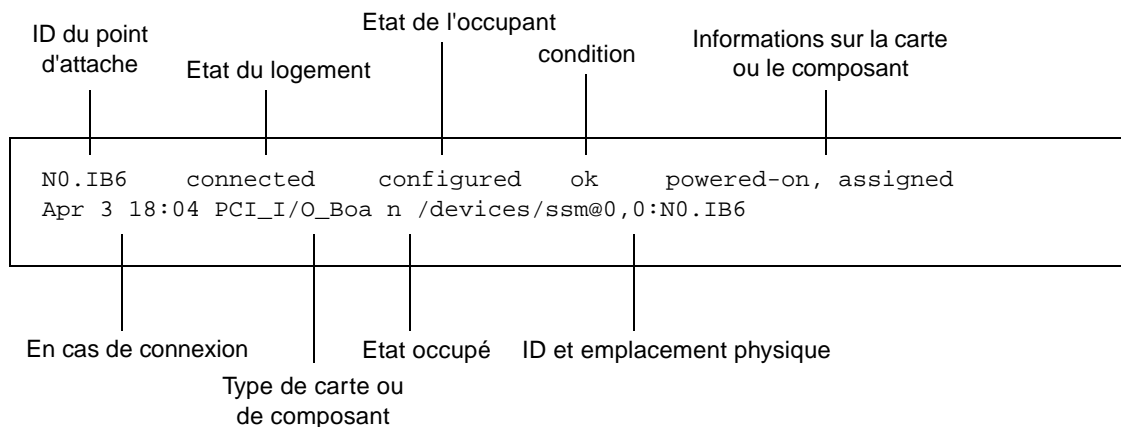 ID du point
d'attache
Etat du logement
Etat de l'occupant
condition
Informations sur la carte
ou le composant
N0.IB6 connected configured ok powered-on, assigned
Apr 3 18:04 PCI_I/O_Boa n /devices/ssm@0,0:N0.IB6
En cas de connexion
Type de carte ou
de composant
Etat occupé
ID et emplacement physique